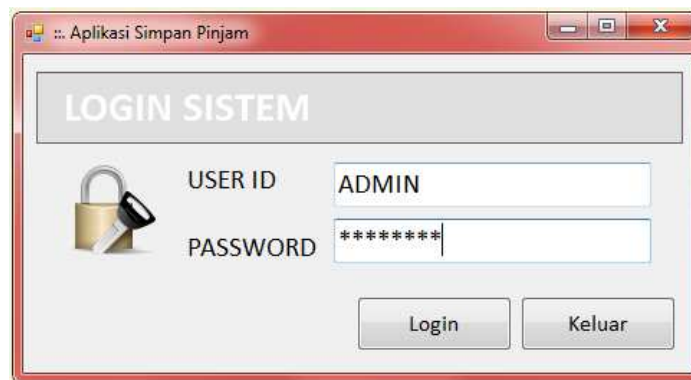 ::. Aplikasi Simpan Pinjam
LOGIN SISTEM
USER ID ADMIN
PASSWORD ********
Login Keluar